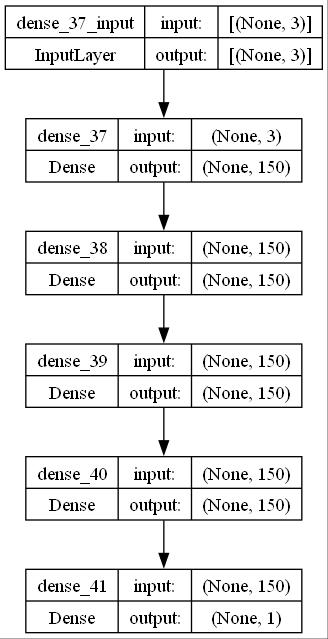 dense_37_input input: [(None, 3)]
InputLayer output: [(None, 3)]
dense_37 input: (None, 3)
Dense output: (None, 150)
dense_38 input: (None, 150)
Dense output: (None, 150)
dense_39 input: (None, 150)
Dense output: (None, 150)
dense_40 input: (None, 150)
Dense output: (None, 150)
dense_41 input: (None, 150)
Dense output: (None, 1)